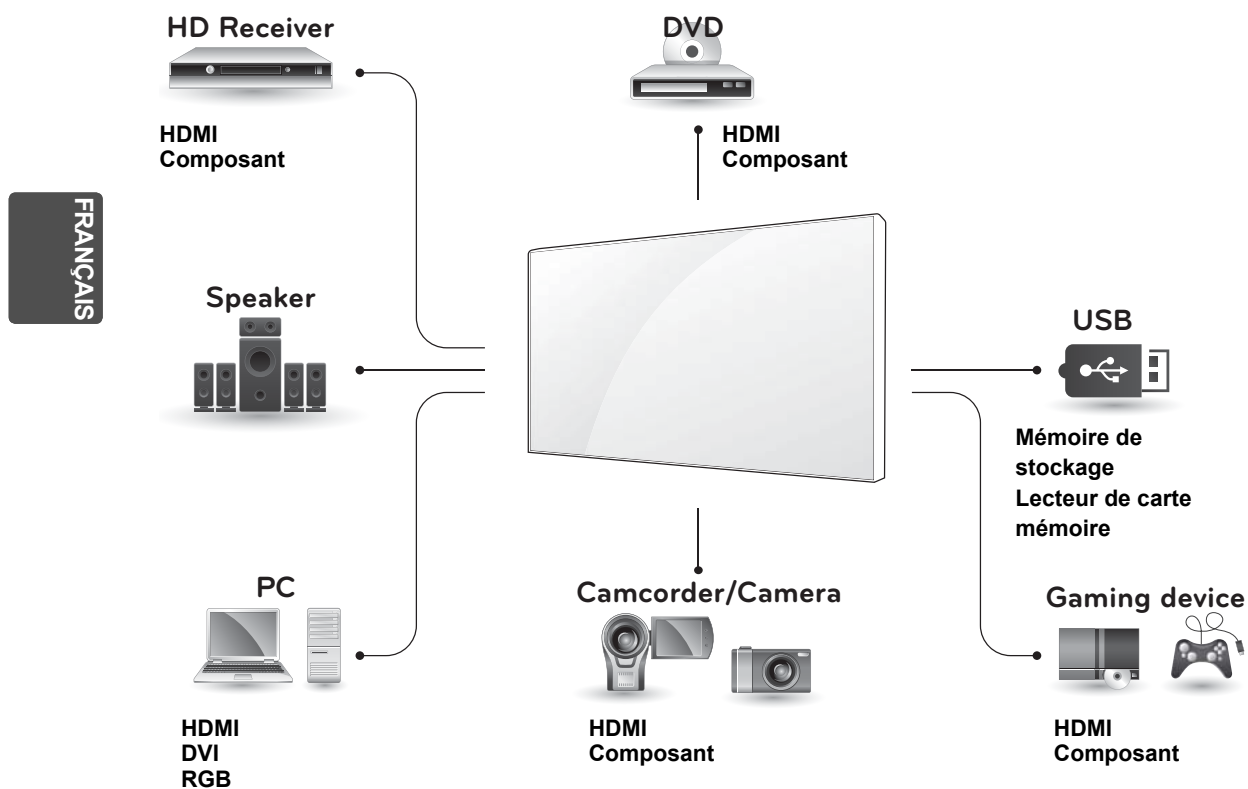 HD Receiver
HDMI
Composant
DVD
HDMI
Composant
FRANÇAIS
Speaker
USB
Mémoire de
stockage
Lecteur de carte
mémoire
PC
HDMI
DVI
RGB
Camcorder/Camera
HDMI
Composant
Gaming device
HDMI
Composant